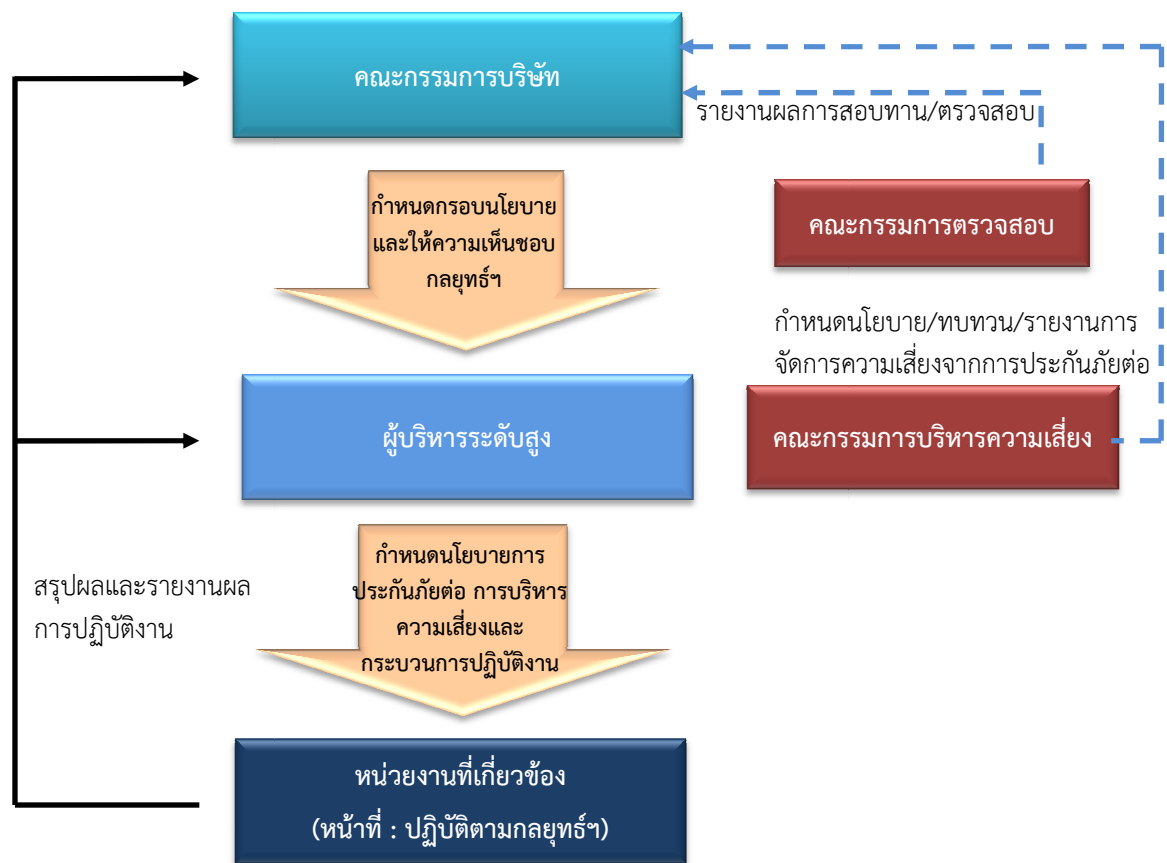 คณะกรรมการบริษัท
รายงานผลการสอบทาน/ตรวจสอบ
กำหนดกรอบนโยบาย
และให้ความเห็นชอบ
กลยุทธ์ฯ
คณะกรรมการตรวจสอบ
กำหนดนโยบาย/ทบทวน/รายงานการ
จัดการความเสี่ยงจากการประกันภัยต่อ
ผู้บริหารระดับสูง
คณะกรรมการบริหารความเสี่ยง
กำหนดนโยบายการ
ประกันภัยต่อ การบริหาร
ความเสี่ยงและ
กระบวนการปฏิบัติงาน
สรุปผลและรายงานผล
การปฏิบัติงาน
หน่วยงานที่เกี่ยวข้อง
(หน้าที่ : ปฏิบัติตามกลยุทธ์ฯ)